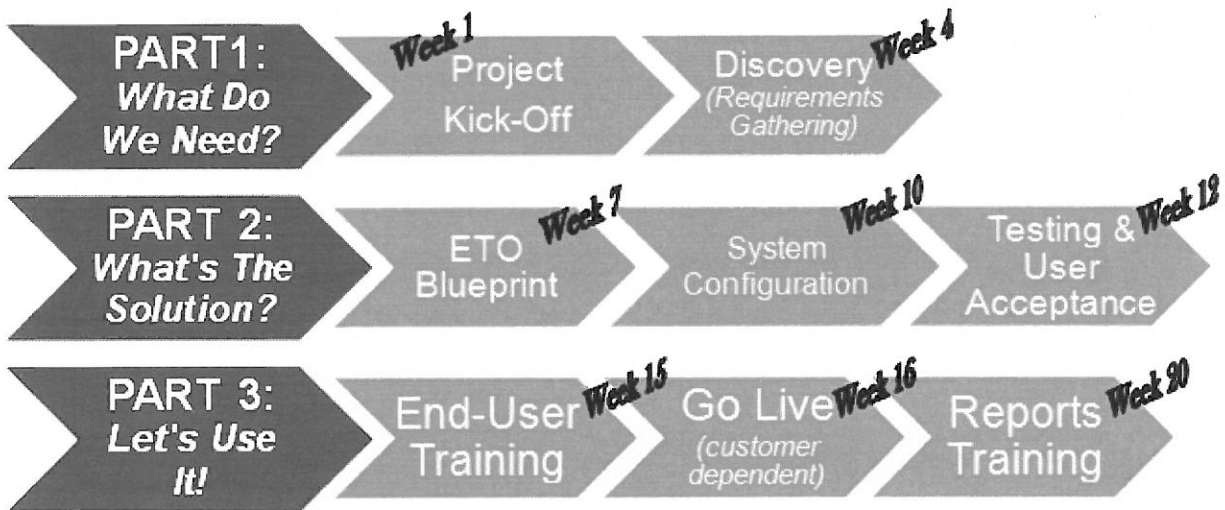 PART1:
What Do
We Need?
Week 1
Project
Kick-Off
Week 4
Discovery
(Requirements
Gathering)
PART 2:
What's The
Solution?
Week 7
ETO
Blueprint
Week 10
System
Configuration
Week 12
Testing &
User
Acceptance
PART 3:
Let's Use
It!
Week 15
End-User
Training
Week 16
Go Live
(customer
dependent)
Week 20
Reports
Training